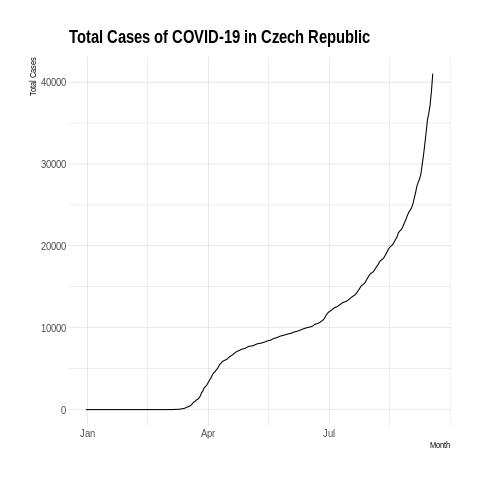 Total Cases of COVID-19 in Czech Republic
Total Cases
40000
30000
20000
10000
0
Jan Apr Jul
Month